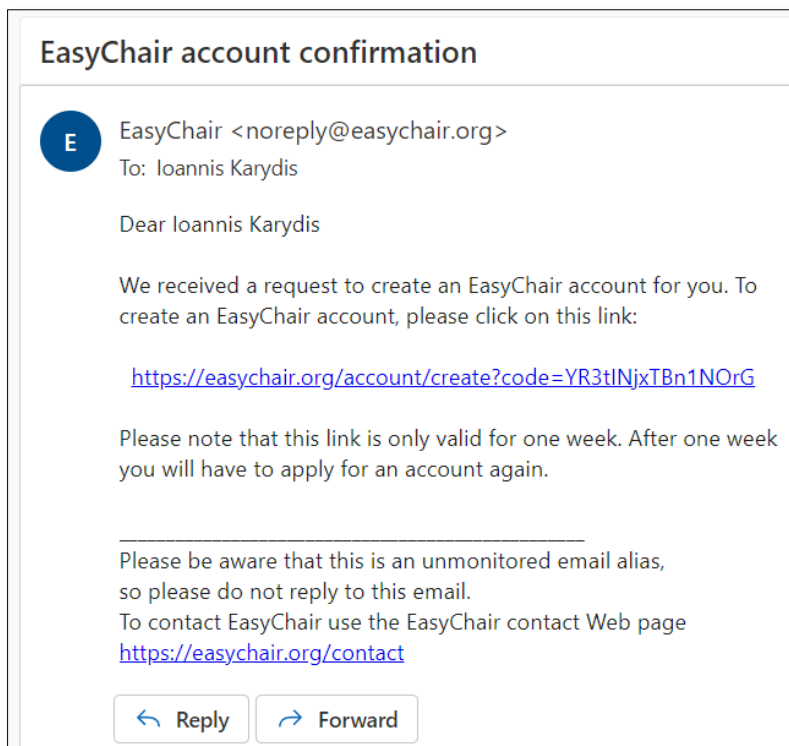 EasyChair account confirmation
E
EasyChair <noreply@easychair.org>
To: Ioannis Karydis
Dear Ioannis Karydis
We received a request to create an EasyChair account for you. To
create an EasyChair account, please click on this link:
https://easychair.org/account/create?code=YR3tINjxTBn1NOrG
Please note that this link is only valid for one week. After one week
you will have to apply for an account again.
Please be aware that this is an unmonitored email alias,
so please do not reply to this email.
To contact EasyChair use the EasyChair contact Web page
https://easychair.org/contact
Reply
Forward